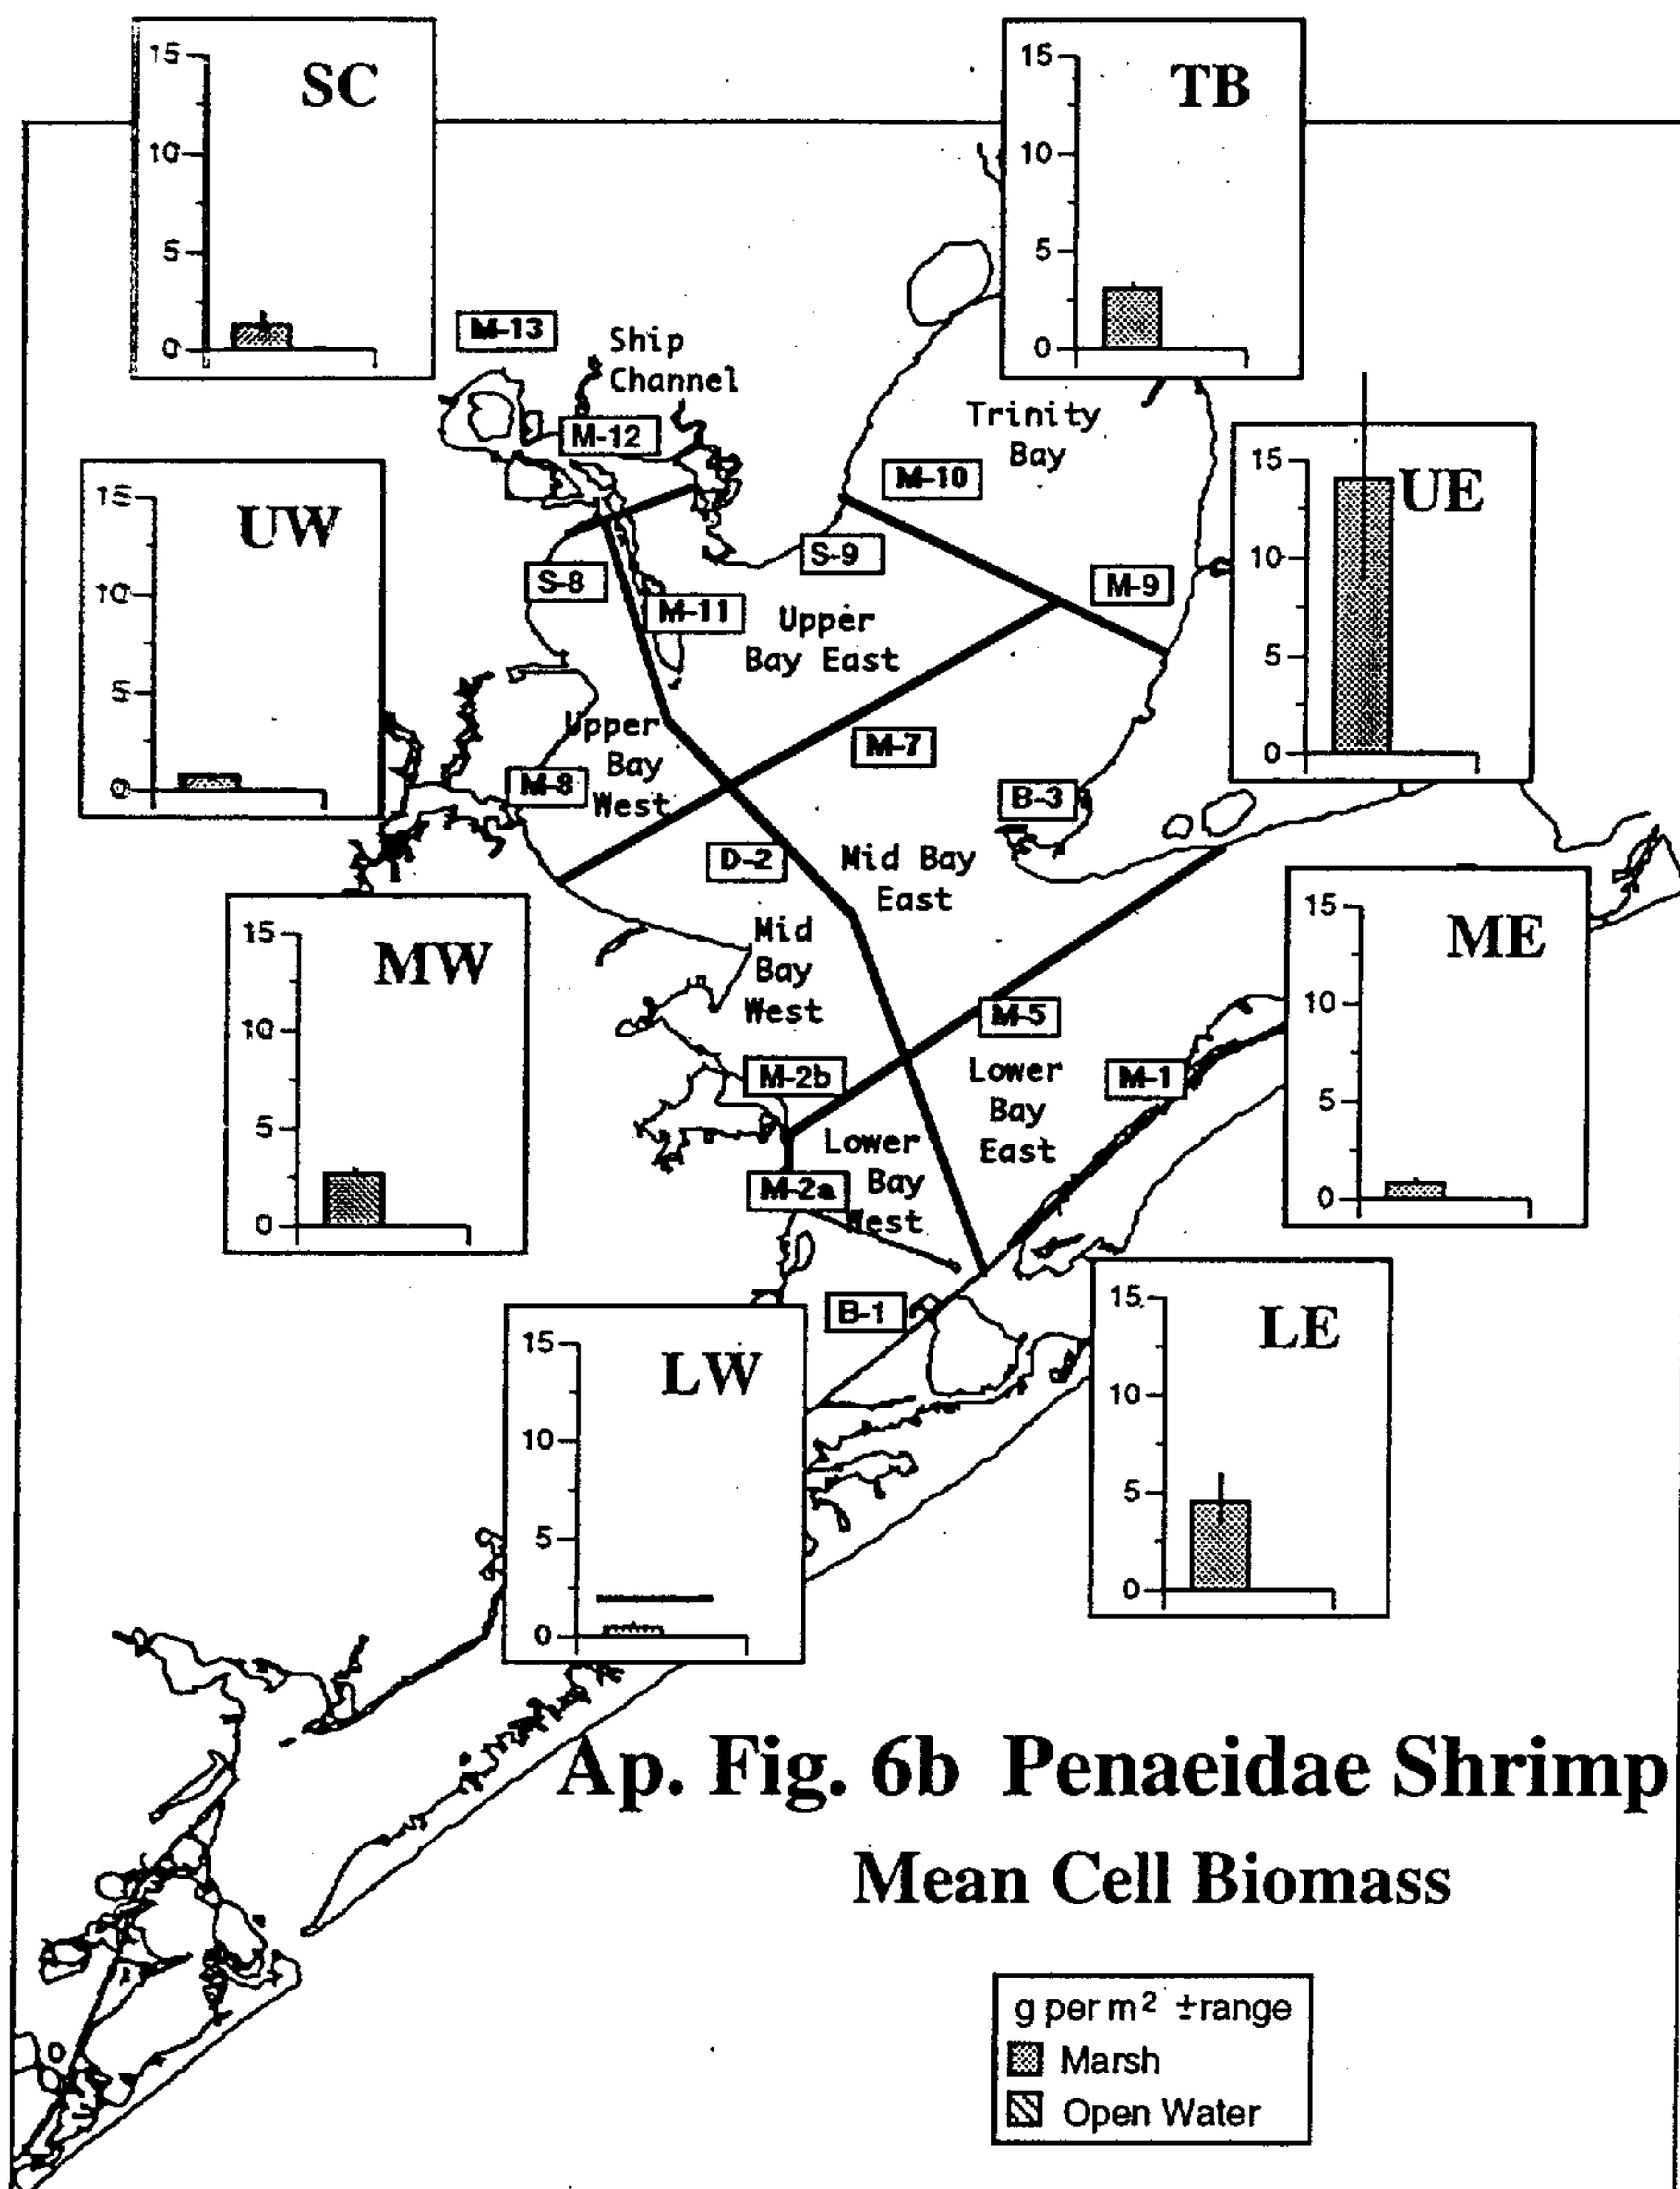 SC
15
10
5
0
TB
15
10
5
0
M-13
Ship
Channel
M-12
Trinity
Bay
M-10
UW
15
10
5
0
UE
15
10
5
0
S-9
S-8
M-9
M-11
Upper
Bay East
Upper
Bay
West
M-7
M-8
B-3
D-2
Mid Bay
East
MW
15
10
5
0
Mid
Bay
West
ME
15
10
5
0
M-5
M-2b
Lower
Bay
East
M-1
Lower
Bay
West
M-2a
B-1
LW
15
10
5
0
LE
15
10
5
0
Ap. Fig. 6b Penaeidae Shrimp
Mean Cell Biomass
g per m² ±range
Marsh
Open Water